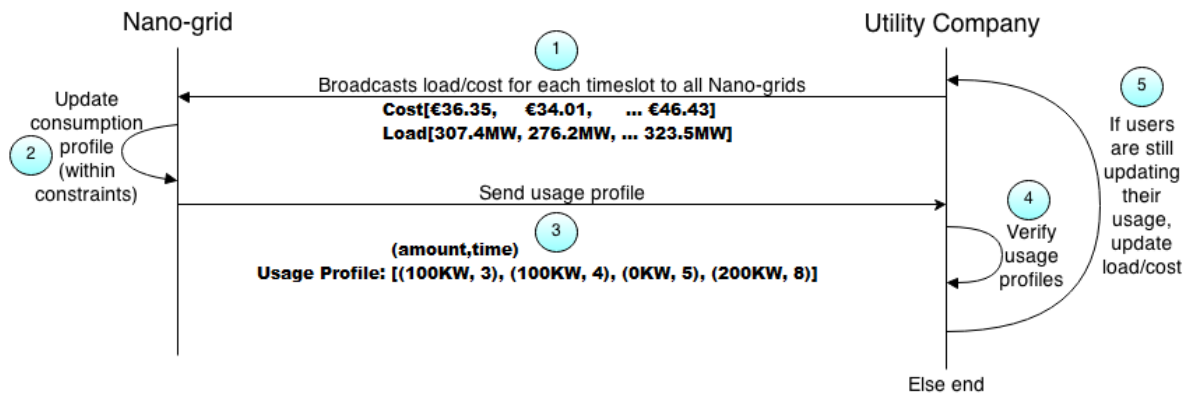 Nano-grid
Utility Company
1
Broadcasts load/cost for each timeslot to all Nano-grids
Cost[€36.35, €34.01, ... €46.43]
Load[307.4MW, 276.2MW, ... 323.5MW]
Update
consumption
profile
(within
constraints)
2
Send usage profile
3
(amount,time)
Usage Profile: [(100KW, 3), (100KW, 4), (0KW, 5), (200KW, 8)]
4
Verify
usage
profiles
5
If users
are still
updating
their
usage,
update
load/cost
Else end